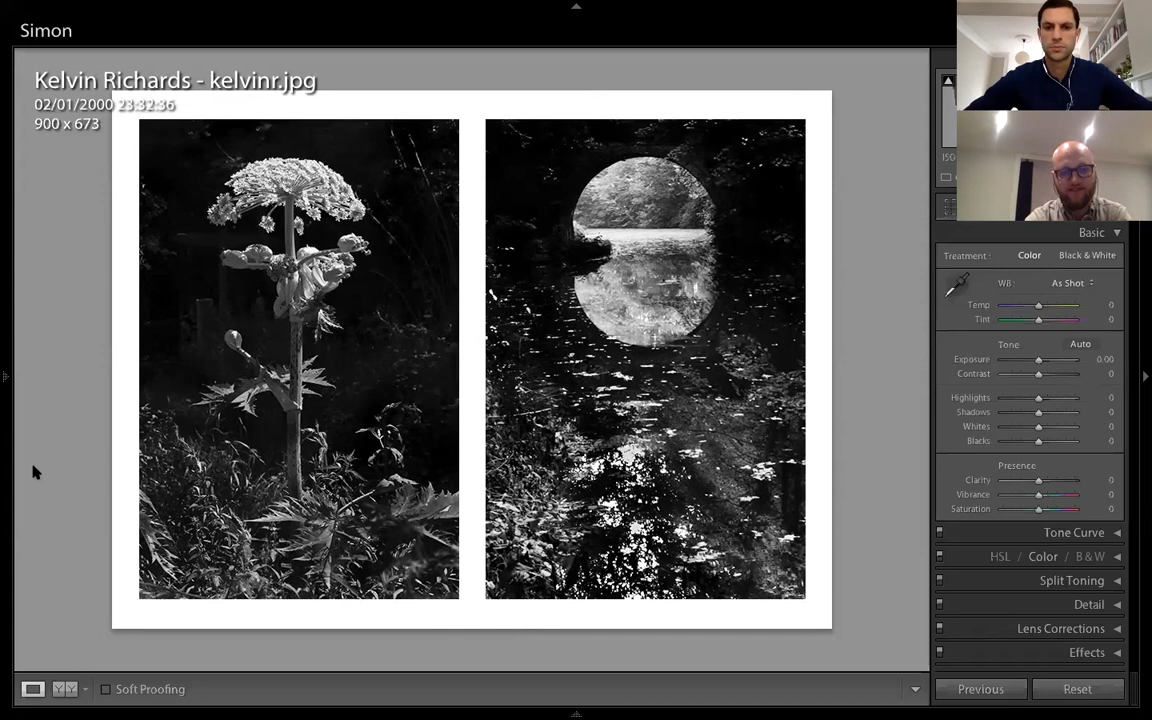 Simon
Kelvin Richards - kelvinr.jpg
02/01/2000 23:32:36
900 x 673
ISO
Basic
Treatment : Color Black & White
WB : As Shot
Temp 0
Tint 0
Tone Auto
Exposure 0.00
Contrast 0
Highlights 0
Shadows 0
Whites 0
Blacks 0
Presence
Clarity 0
Vibrance 0
Saturation 0
Tone Curve
HSL / Color / B & W
Split Toning
Detail
Lens Corrections
Effects
YY Soft Proofing
Previous Reset